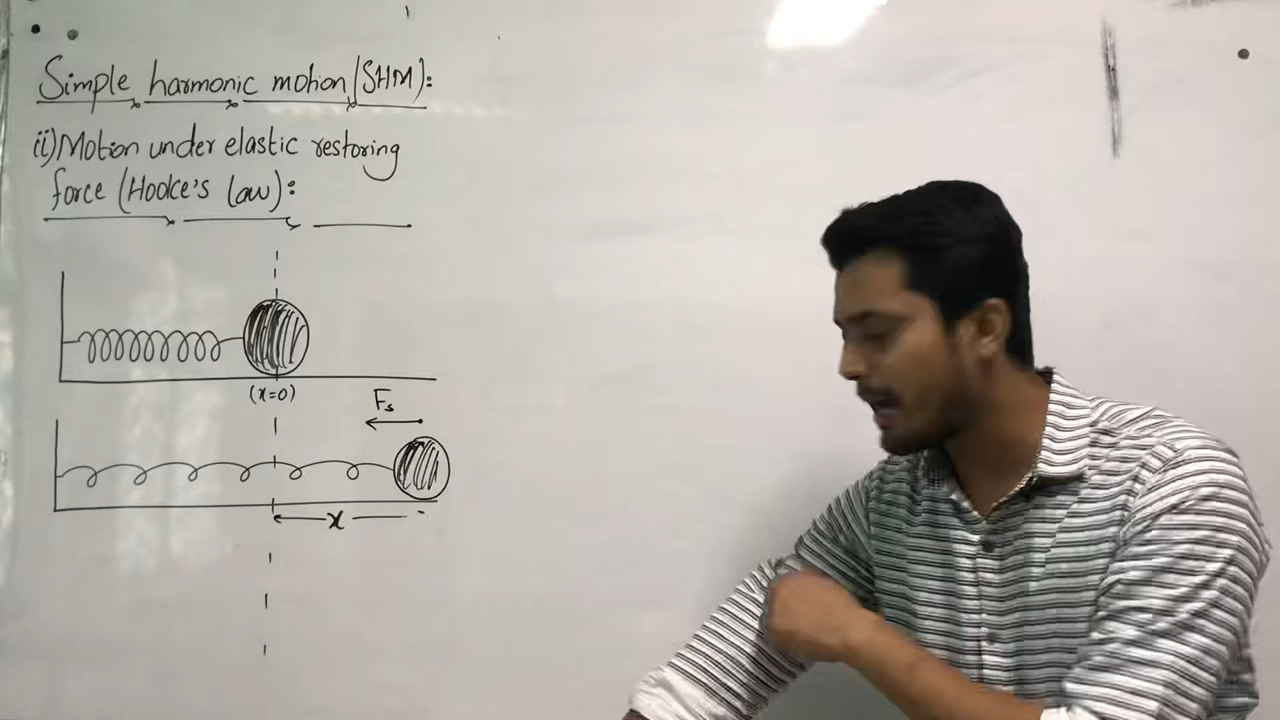 Simple harmonic motion (SHM):
ii) Motion under elastic restoring
force (Hooke's law):
(x=0)
Fs
x